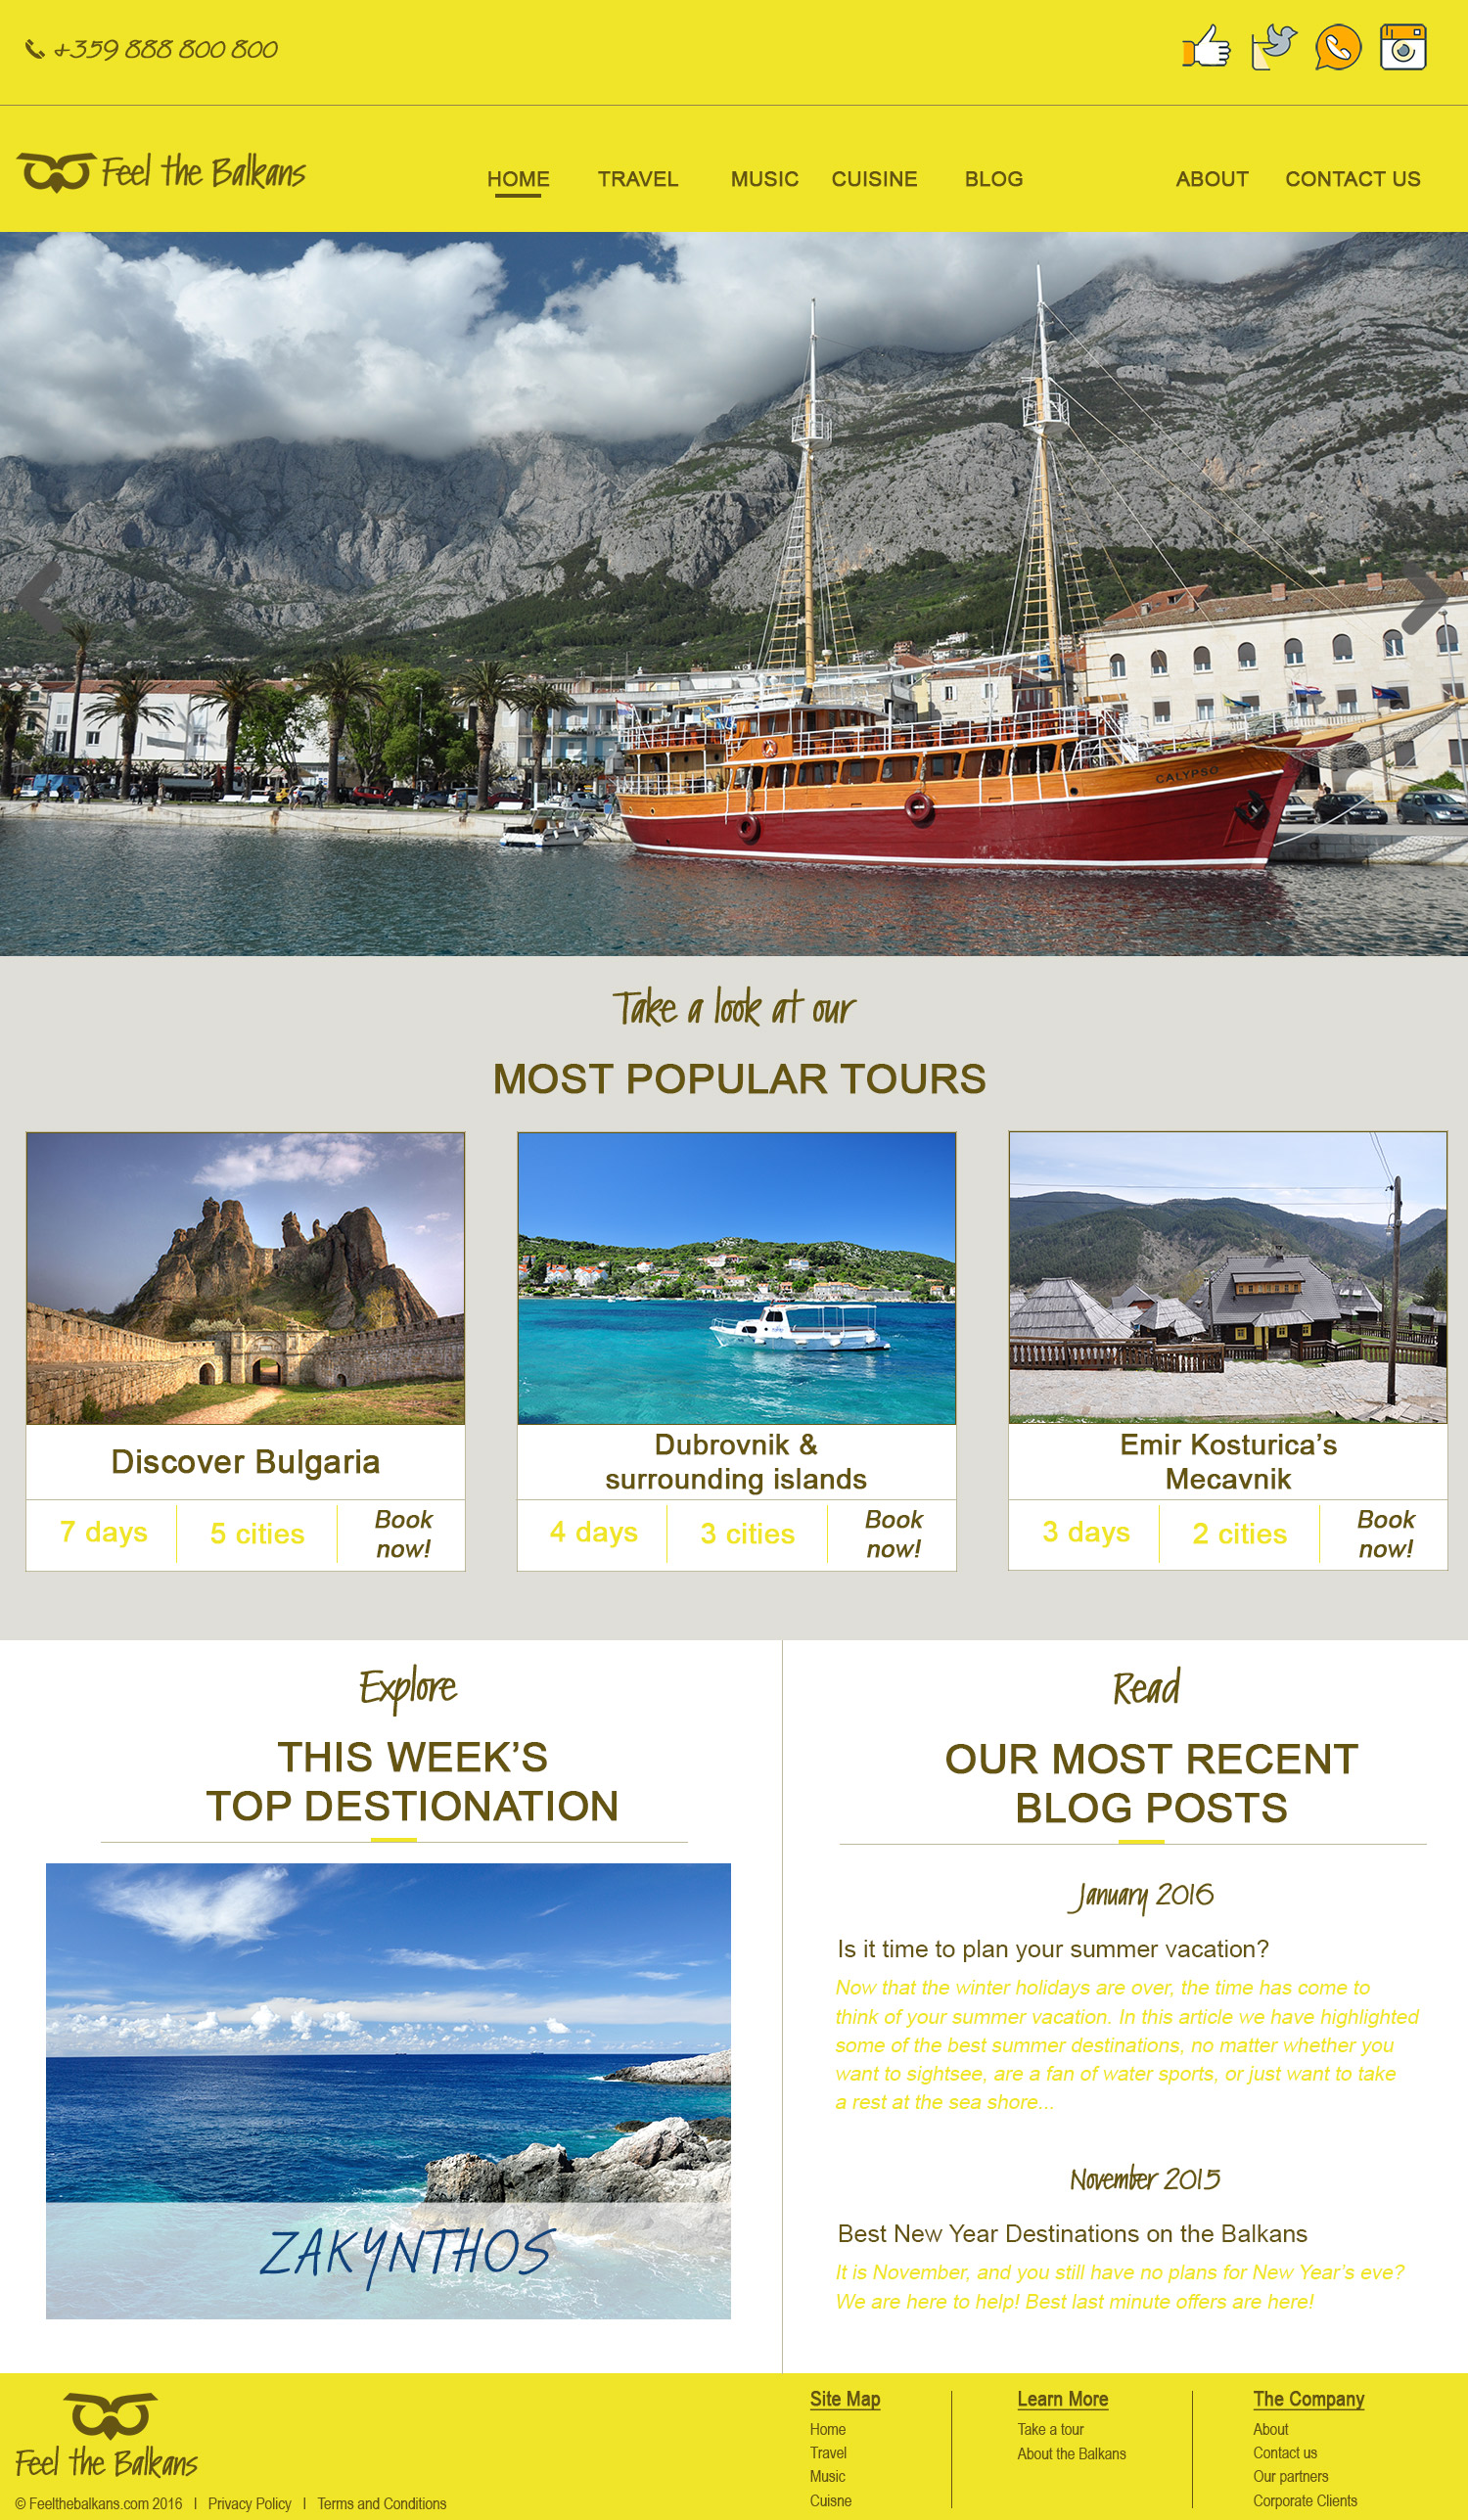 +359 888 800 800
Feel the Balkans
HOME TRAVEL MUSIC CUISINE BLOG ABOUT CONTACT US
CALYPSO
Take a look at our
MOST POPULAR TOURS
Discover Bulgaria
7 days 5 cities Book now!
Dubrovnik &
surrounding islands
4 days 3 cities Book now!
Emir Kosturica’s
Mecavnik
3 days 2 cities Book now!
Explore
THIS WEEK’S
TOP DESTIONATION
ZAKYNTHOS
Read
OUR MOST RECENT
BLOG POSTS
January 2016
Is it time to plan your summer vacation?
Now that the winter holidays are over, the time has come to
think of your summer vacation. In this article we have highlighted
some of the best summer destinations, no matter whether you
want to sightsee, are a fan of water sports, or just want to take
a rest at the sea shore...
November 2015
Best New Year Destinations on the Balkans
It is November, and you still have no plans for New Year’s eve?
We are here to help! Best last minute offers are here!
Feel the Balkans
© Feelthebalkans.com 2016 I Privacy Policy I Terms and Conditions
Site Map
Home
Travel
Music
Cuisne
Learn More
Take a tour
About the Balkans
The Company
About
Contact us
Our partners
Corporate Clients